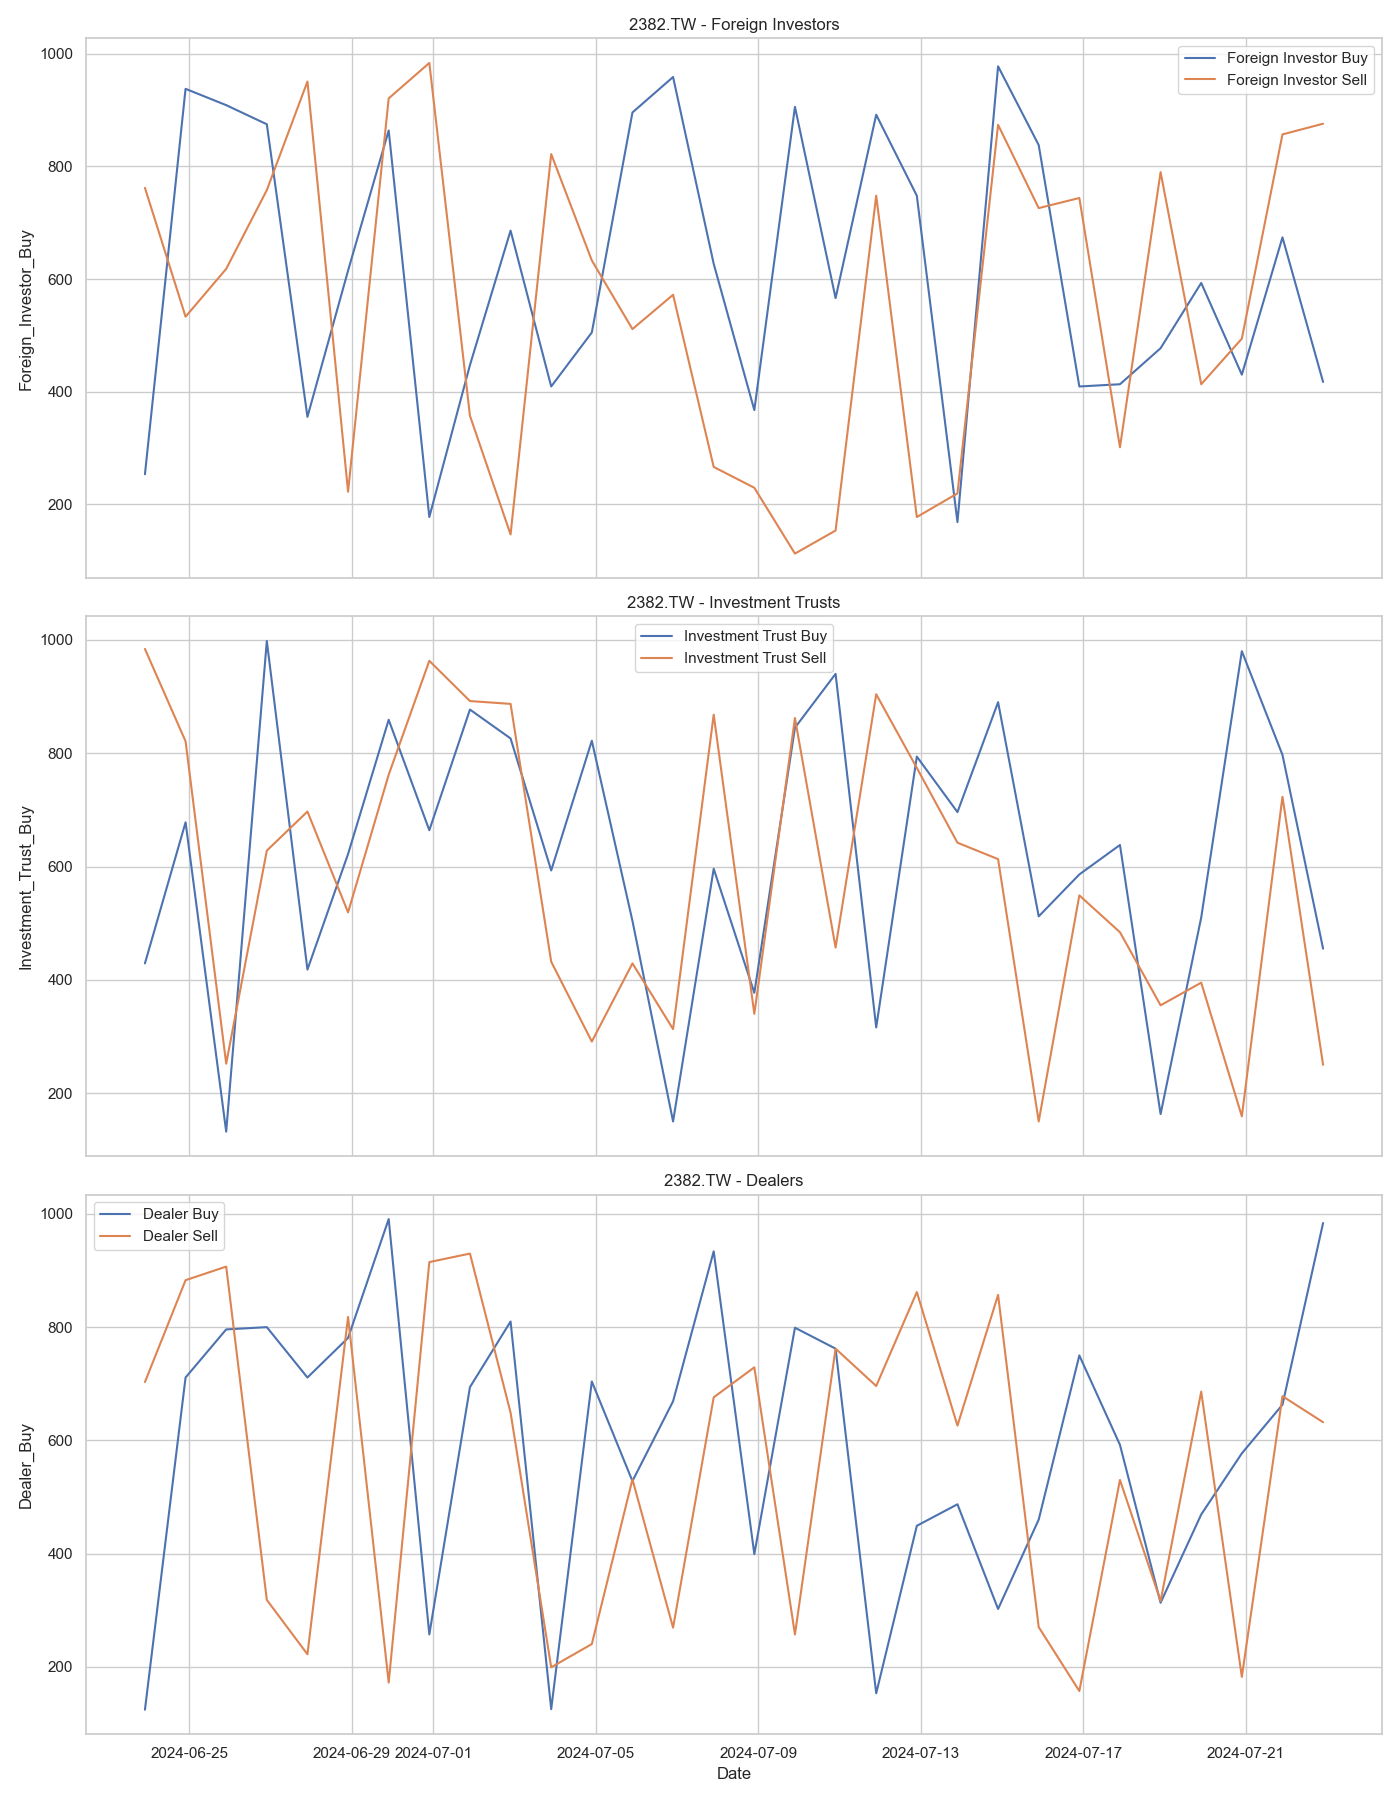 2382.TW - Foreign Investors
Foreign Investor Buy
Foreign Investor Sell
1000
800
600
400
200
Foreign_Investor_Buy
2382.TW - Investment Trusts
Investment Trust Buy
Investment Trust Sell
1000
800
600
400
200
Investment_Trust_Buy
2382.TW - Dealers
Dealer Buy
Dealer Sell
1000
800
600
400
200
Dealer_Buy
2024-06-25 2024-06-29 2024-07-01 2024-07-05 2024-07-09 2024-07-13 2024-07-17 2024-07-21
Date